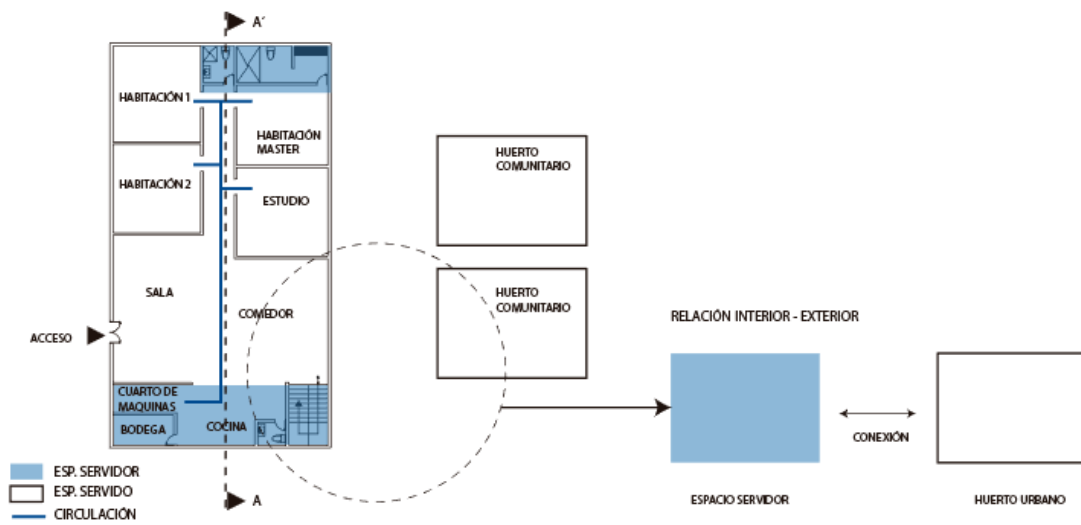 A´
HABITACIÓN 1
HABITACIÓN
MASTER
HABITACIÓN 2
ESTUDIO
SALA
COMEDOR
ACCESO
CUARTO DE
MAQUINAS
BODEGA
COCINA
A
ESP. SERVIDOR
ESP. SERVIDO
CIRCULACIÓN
HUERTO
COMUNITARIO
HUERTO
COMUNITARIO
RELACIÓN INTERIOR - EXTERIOR
CONEXIÓN
ESPACIO SERVIDOR
HUERTO URBANO